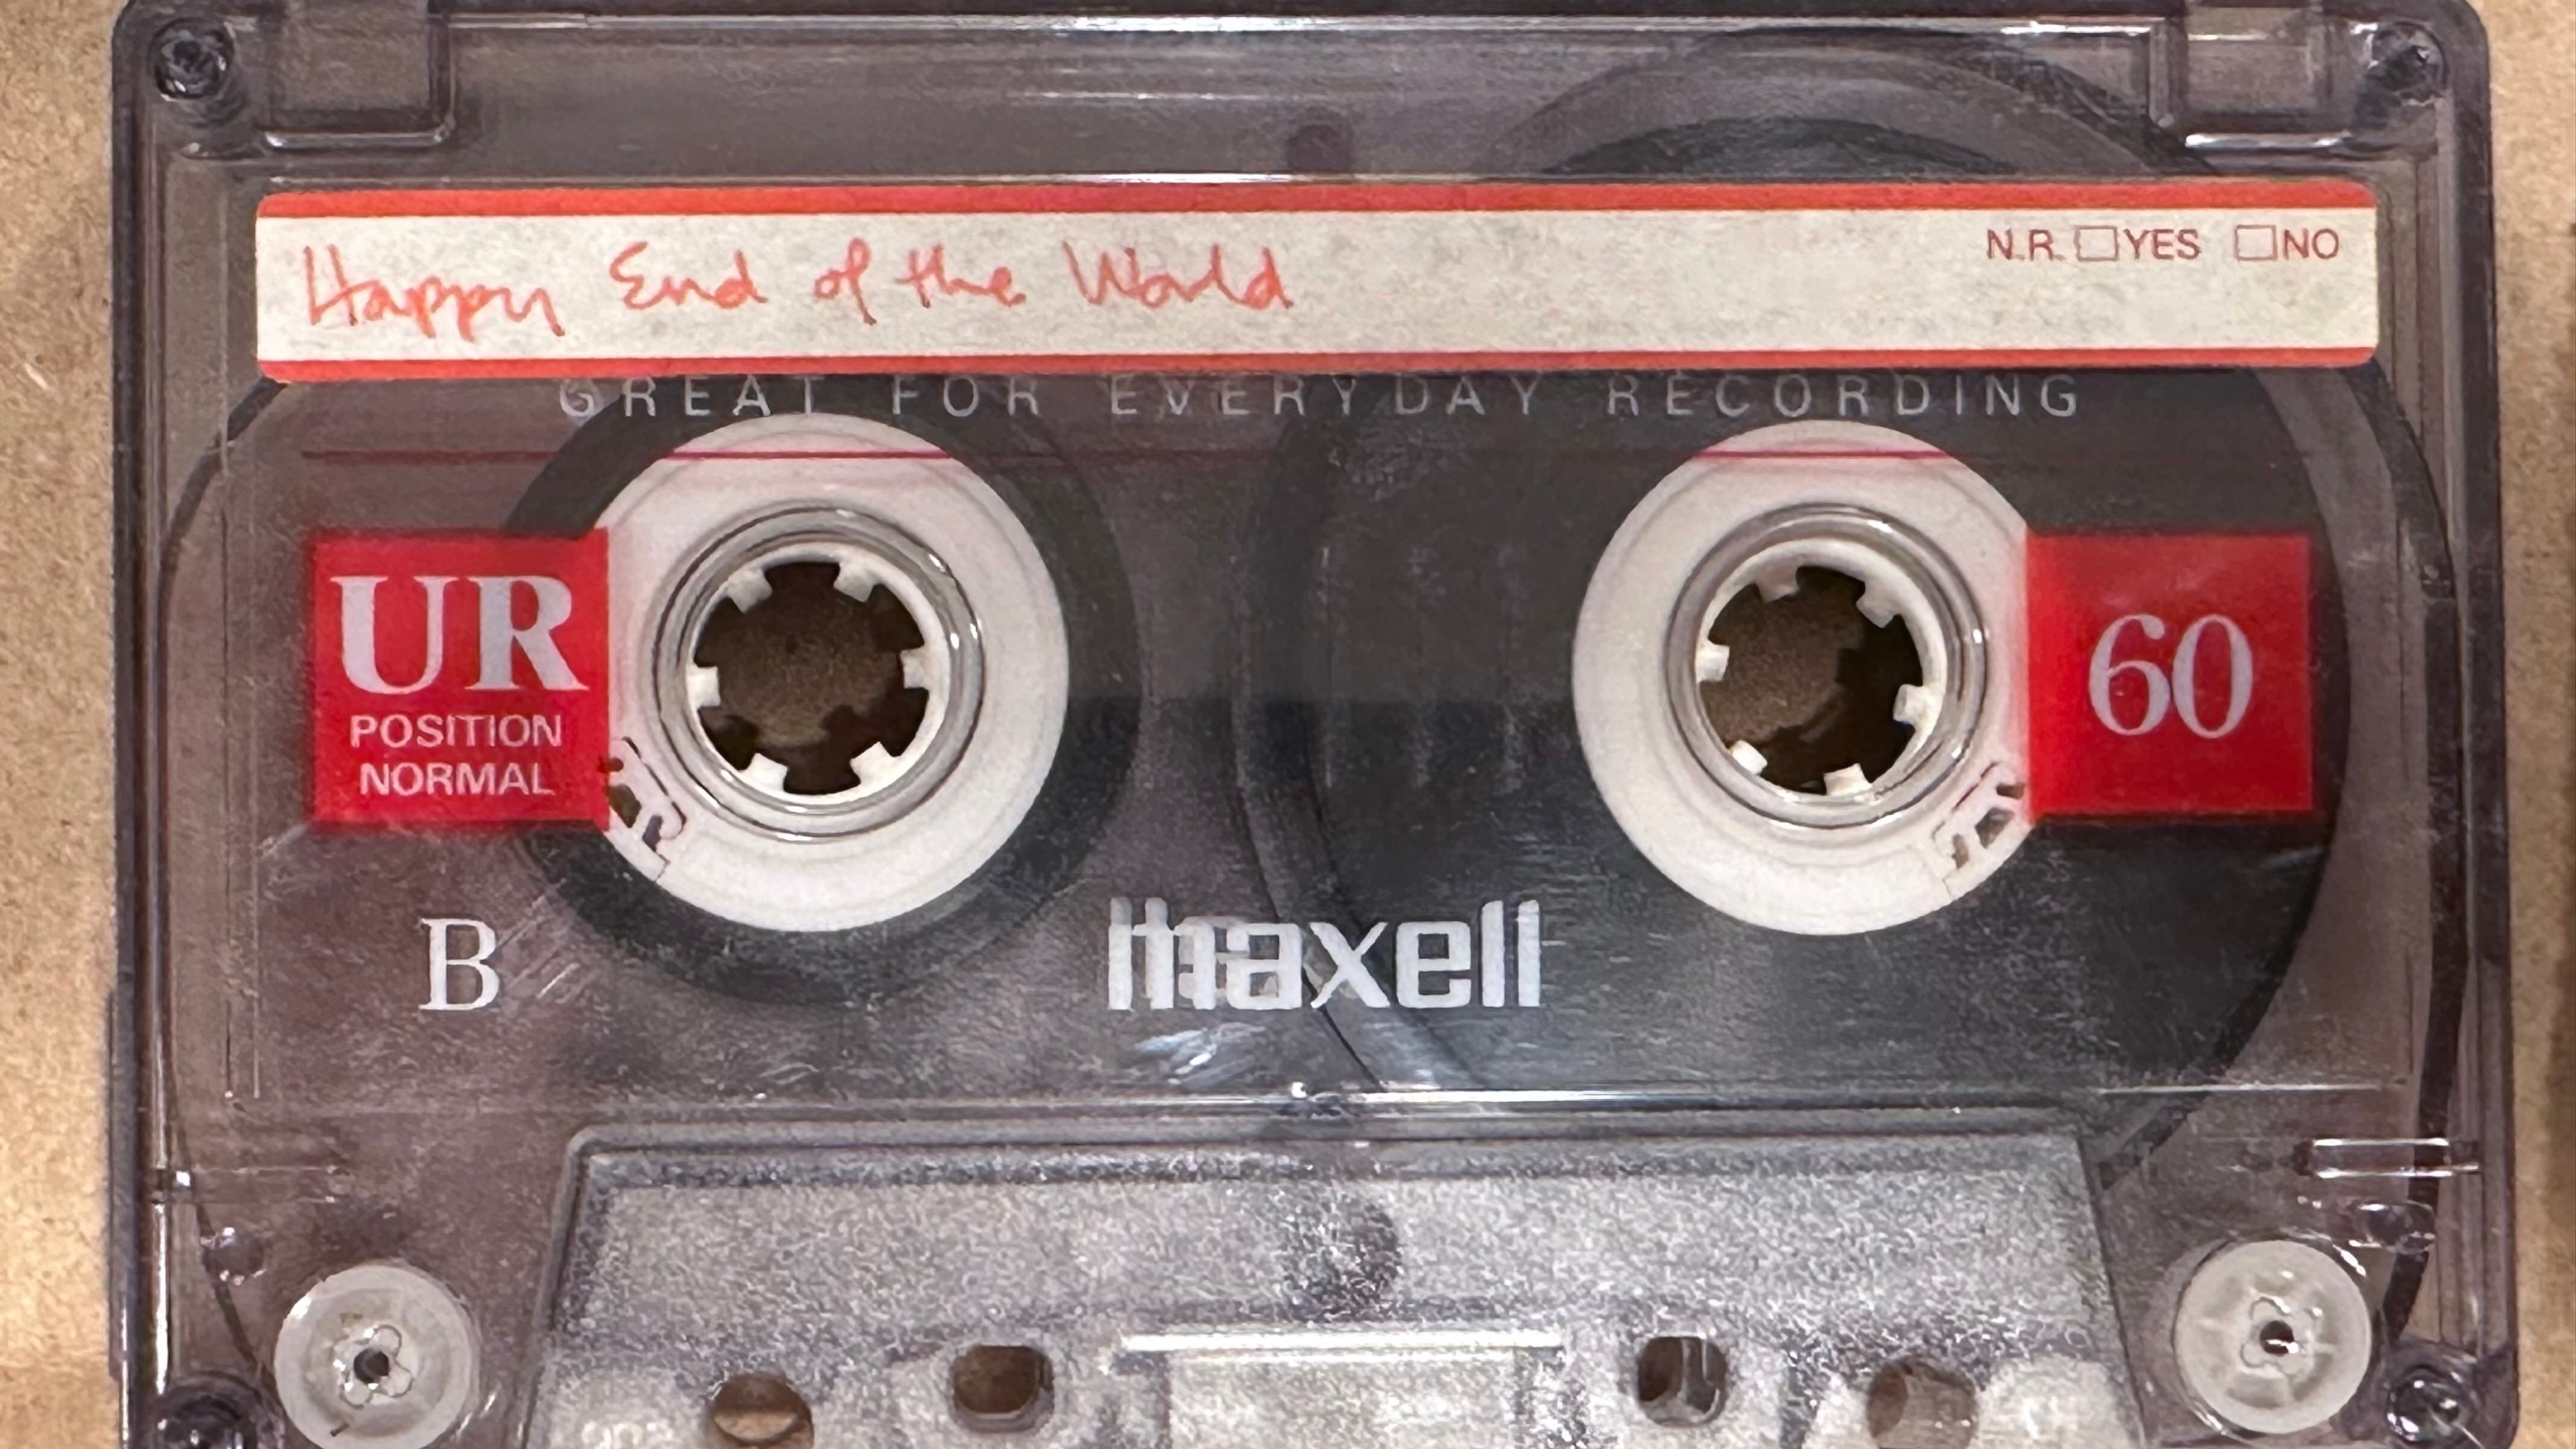 Happy End of the World
N.R. YES NO
GREAT FOR EVERYDAY RECORDING
UR
POSITION
NORMAL
60
B
maxell